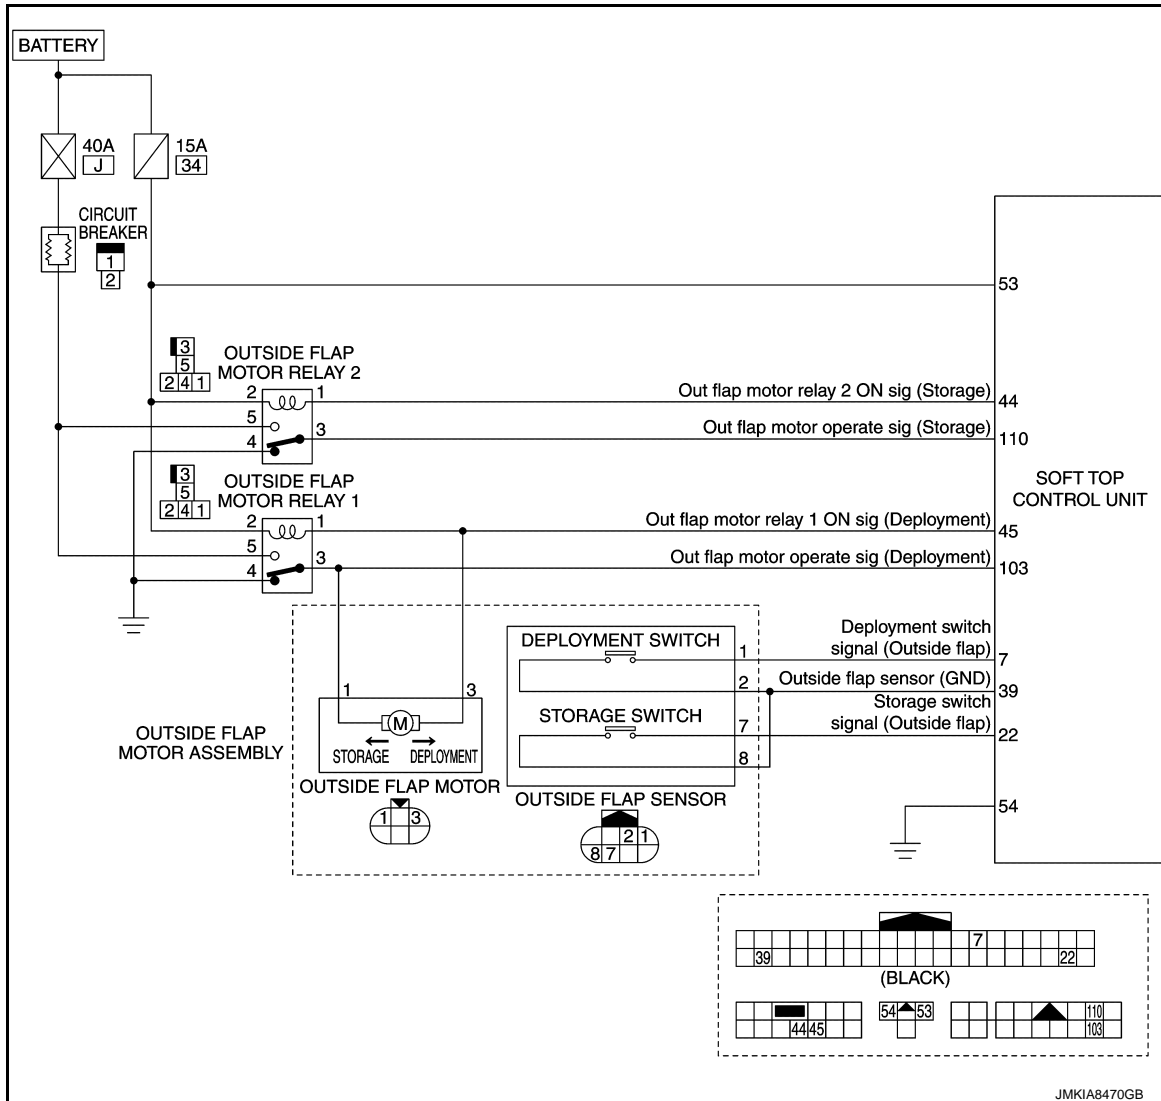 BATTERY
40A
J
15A
34
CIRCUIT
BREAKER
1
2
53
3
5
2 4 1
OUTSIDE FLAP
MOTOR RELAY 2
2
1
5
4
3
Out flap motor relay 2 ON sig (Storage)
44
Out flap motor operate sig (Storage)
110
SOFT TOP
CONTROL UNIT
3
5
2 4 1
OUTSIDE FLAP
MOTOR RELAY 1
2
1
5
4
3
Out flap motor relay 1 ON sig (Deployment)
45
Out flap motor operate sig (Deployment)
103
OUTSIDE FLAP
MOTOR ASSEMBLY
1
3
M
STORAGE
DEPLOYMENT
OUTSIDE FLAP MOTOR
1 3
DEPLOYMENT SWITCH
1
2
STORAGE SWITCH
7
8
OUTSIDE FLAP SENSOR
2 1
8 7
Deployment switch
signal (Outside flap)
7
Outside flap sensor (GND)
39
Storage switch
signal (Outside flap)
22
54
7
39 22
(BLACK)
44 45
54 53
110
103
JMKIA8470GB